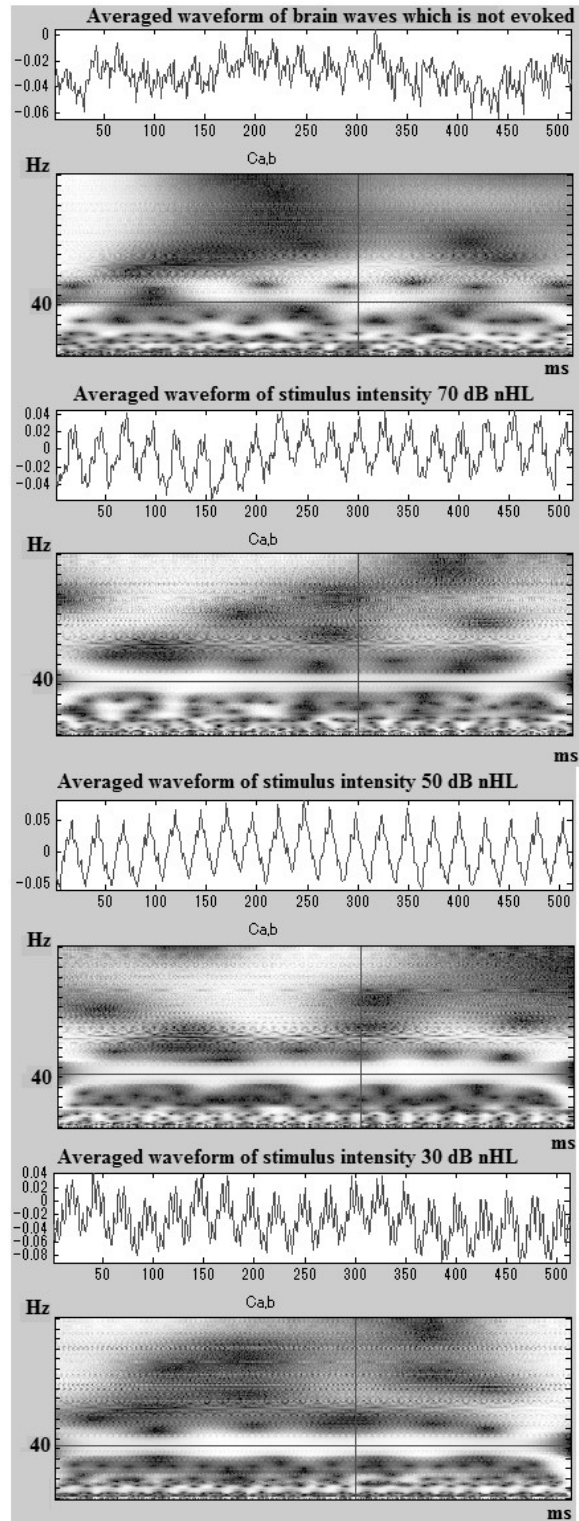 Averaged waveform of brain waves which is not evoked
0
−0.02
−0.04
−0.06
50 100 150 200 250 300 350 400 450 500
Ca,b
Hz
40
ms
Averaged waveform of stimulus intensity 70 dB nHL
0.04
0.02
0
−0.02
−0.04
50 100 150 200 250 300 350 400 450 500
Ca,b
Hz
40
ms
Averaged waveform of stimulus intensity 50 dB nHL
0.05
0
−0.05
50 100 150 200 250 300 350 400 450 500
Ca,b
Hz
40
ms
Averaged waveform of stimulus intensity 30 dB nHL
0.04
0.02
0
−0.02
−0.04
−0.06
−0.08
50 100 150 200 250 300 350 400 450 500
Ca,b
Hz
40
ms